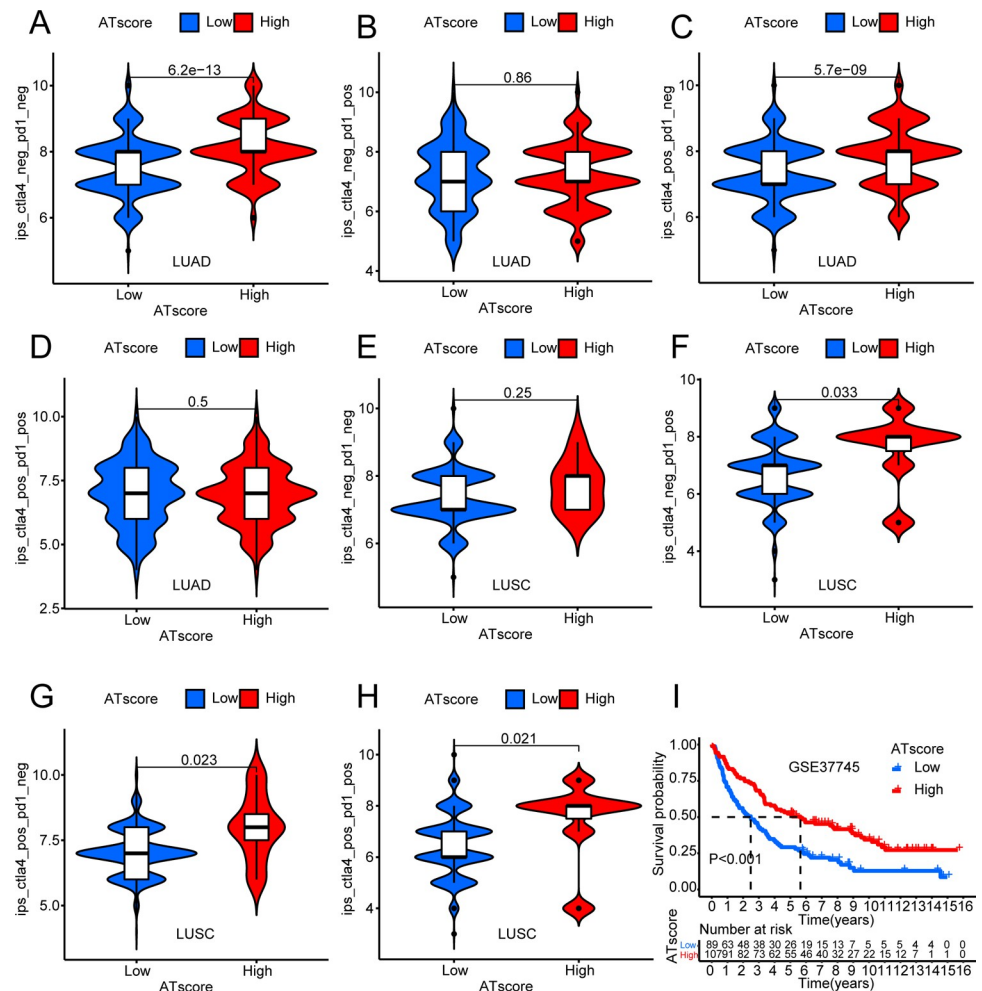 A
ATscore Low High
ips_ctla4_neg_pd1_neg
10
8
6
6.2e−13
LUAD
Low High
ATscore
B
ATscore Low High
ips_ctla4_neg_pd1_pos
10
8
6
4
0.86
LUAD
Low High
ATscore
C
ATscore Low High
ips_ctla4_pos_pd1_neg
10
8
6
5.7e−09
LUAD
Low High
ATscore
D
ATscore Low High
ips_ctla4_pos_pd1_pos
10.0
7.5
5.0
2.5
0.5
LUAD
Low High
ATscore
E
ATscore Low High
ips_ctla4_neg_pd1_neg
10
8
6
0.25
LUSC
Low High
ATscore
F
ATscore Low High
ips_ctla4_neg_pd1_pos
10
8
6
4
0.033
LUSC
Low High
ATscore
G
ATscore Low High
ips_ctla4_pos_pd1_neg
10.0
7.5
5.0
0.023
LUSC
Low High
ATscore
H
ATscore Low High
ips_ctla4_pos_pd1_pos
10
8
6
4
0.021
LUSC
Low High
ATscore
I
Survival probability
1.00
0.75
0.50
0.25
0.00
GSE37745
ATscore
Low
High
P<0.001
0 1 2 3 4 5 6 7 8 9 10 11 12 13 14 15 16
Time(years)
Number at risk
ATscore
Low 89 63 48 38 30 26 19 15 13 7 5 5 5 4 4 0 0
High 107 91 82 73 62 55 46 40 32 27 22 15 12 7 1 1 0
0 1 2 3 4 5 6 7 8 9 10 11 12 13 14 15 16
Time(years)